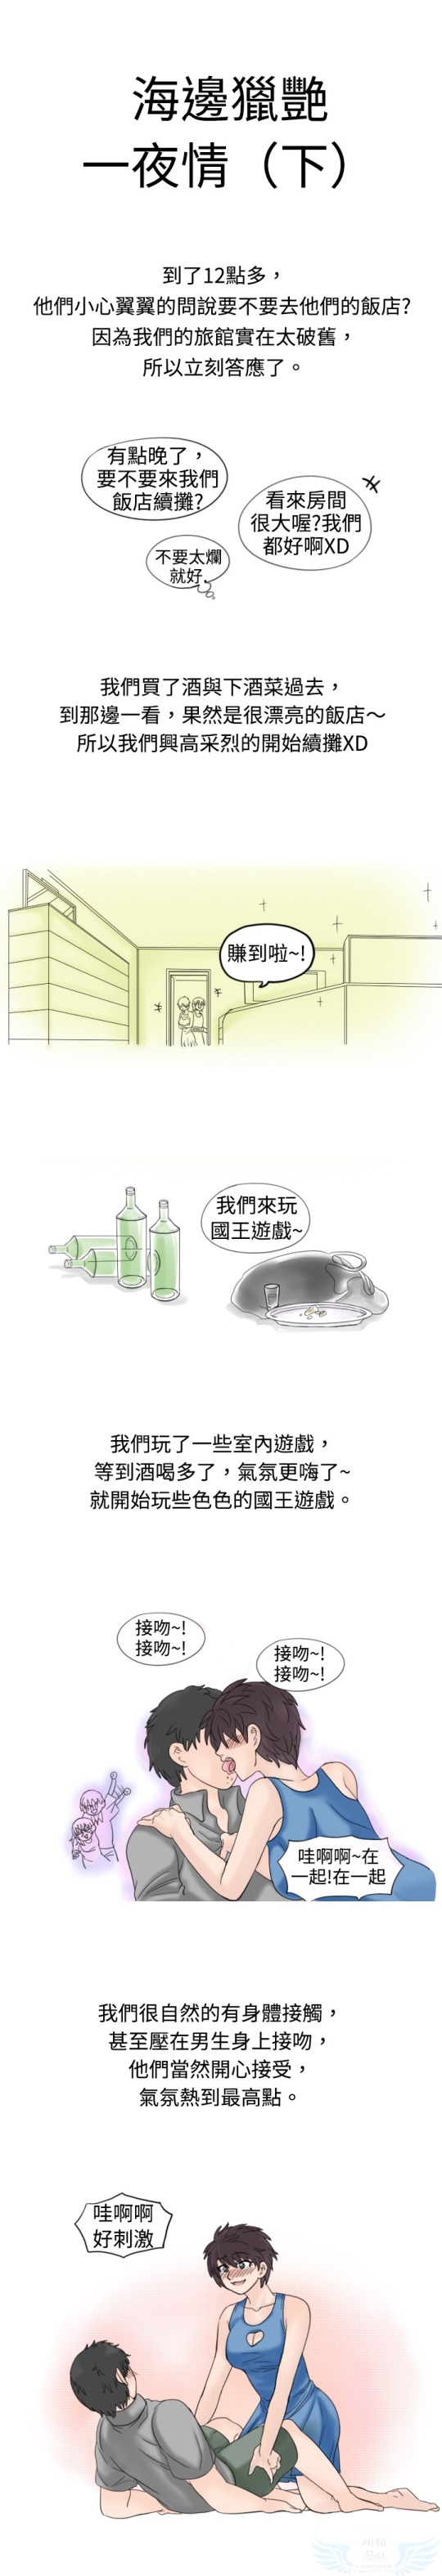 海邊獵艷
一夜情（下）
到了12點多，
他們小心翼翼的問說要不要去他們的飯店?
因為我們的旅館實在太破舊，
所以立刻答應了。
有點晚了，
要不要來我們
飯店續攤?
看來房間
很大喔?我們
都好啊XD
不要太爛
就好
我們買了酒與下酒菜過去，
到那邊一看，果然是很漂亮的飯店～
所以我們興高采烈的開始續攤XD
賺到啦~!
我們來玩
國王遊戲~
我們玩了一些室內遊戲，
等到酒喝多了，氣氛更嗨了~
就開始玩些色色的國王遊戲。
接吻~!
接吻~!
接吻~!
接吻~!
哇啊啊~在
一起!在一起
我們很自然的有身體接觸，
甚至壓在男生身上接吻，
他們當然開心接受，
氣氛熱到最高點。
哇啊啊
好刺激